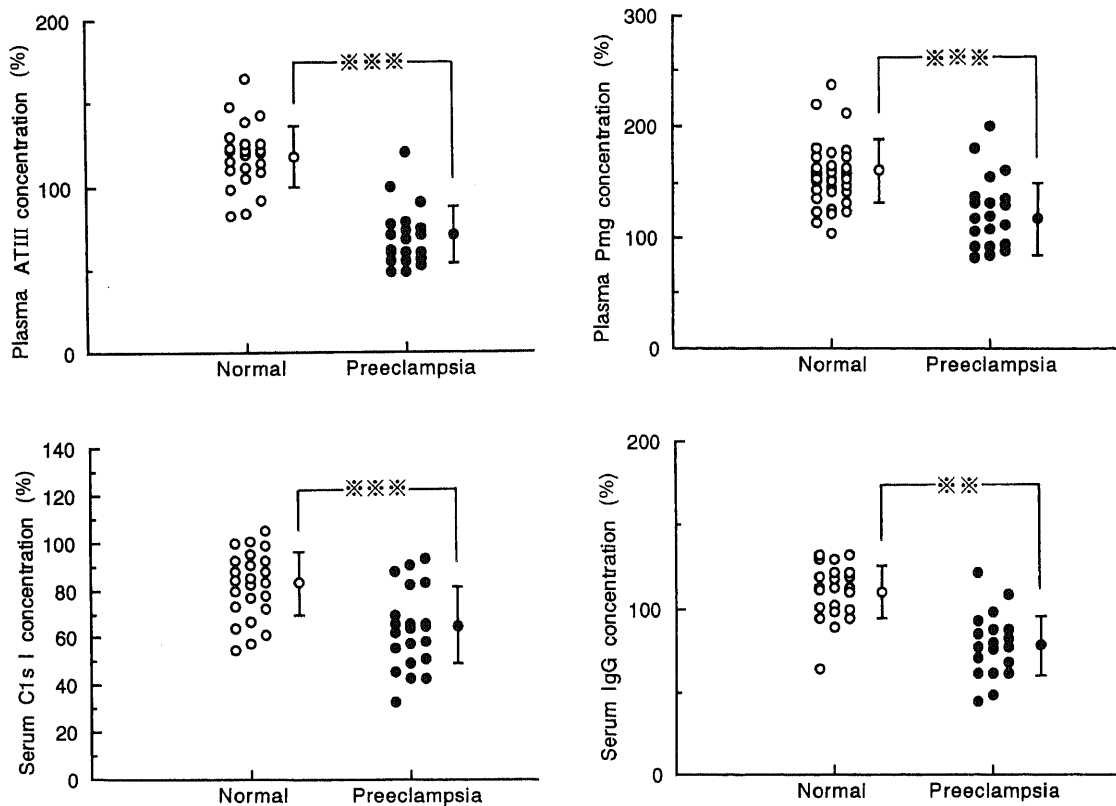 Plasma ATIII concentration (%)
200
100
0
※※※
Normal Preeclampsia
Plasma Pmg concentration (%)
300
200
100
0
※※※
Normal Preeclampsia
Serum C1s I concentration (%)
140
120
100
80
60
40
20
0
※※※
Normal Preeclampsia
Serum IgG concentration (%)
200
100
0
※※
Normal Preeclampsia